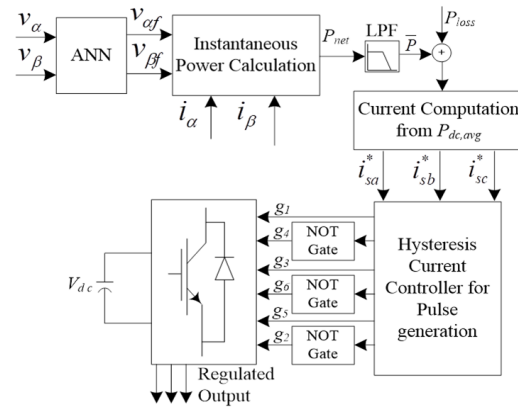 vα
vβ
ANN
vαf
vβf
Instantaneous
Power Calculation
iα
iβ
Pnet
LPF
P̅
Ploss
+
Current Computation
from Pdc,avg
i*sa
i*sb
i*sc
Hysteresis
Current
Controller for
Pulse
generation
g1
g4
NOT
Gate
g3
g6
NOT
Gate
g5
g2
NOT
Gate
Vdc
Regulated
Output